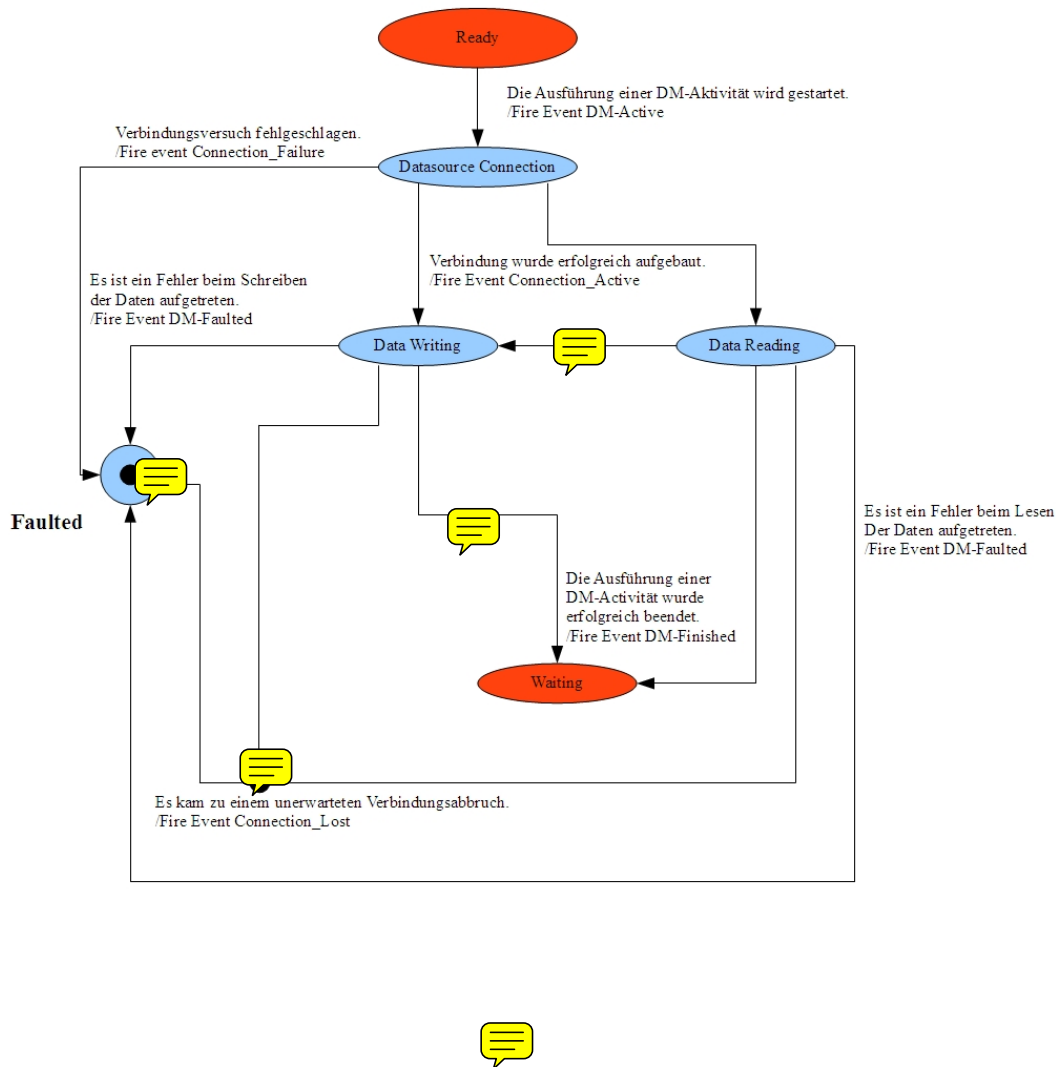 Ready
Die Ausführung einer DM-Aktivität wird gestartet.
/Fire Event DM-Active
Verbindungsversuch fehlgeschlagen.
/Fire event Connection_Failure
Datasource Connection
Verbindung wurde erfolgreich aufgebaut.
/Fire Event Connection_Active
Es ist ein Fehler beim Schreiben
der Daten aufgetreten.
/Fire Event DM-Faulted
Data Writing
Data Reading
Faulted
Es ist ein Fehler beim Lesen
Der Daten aufgetreten.
/Fire Event DM-Faulted
Die Ausführung einer
DM-Activität wurde
erfolgreich beendet.
/Fire Event DM-Finished
Waiting
Es kam zu einem unerwarteten Verbindungsabbruch.
/Fire Event Connection_Lost